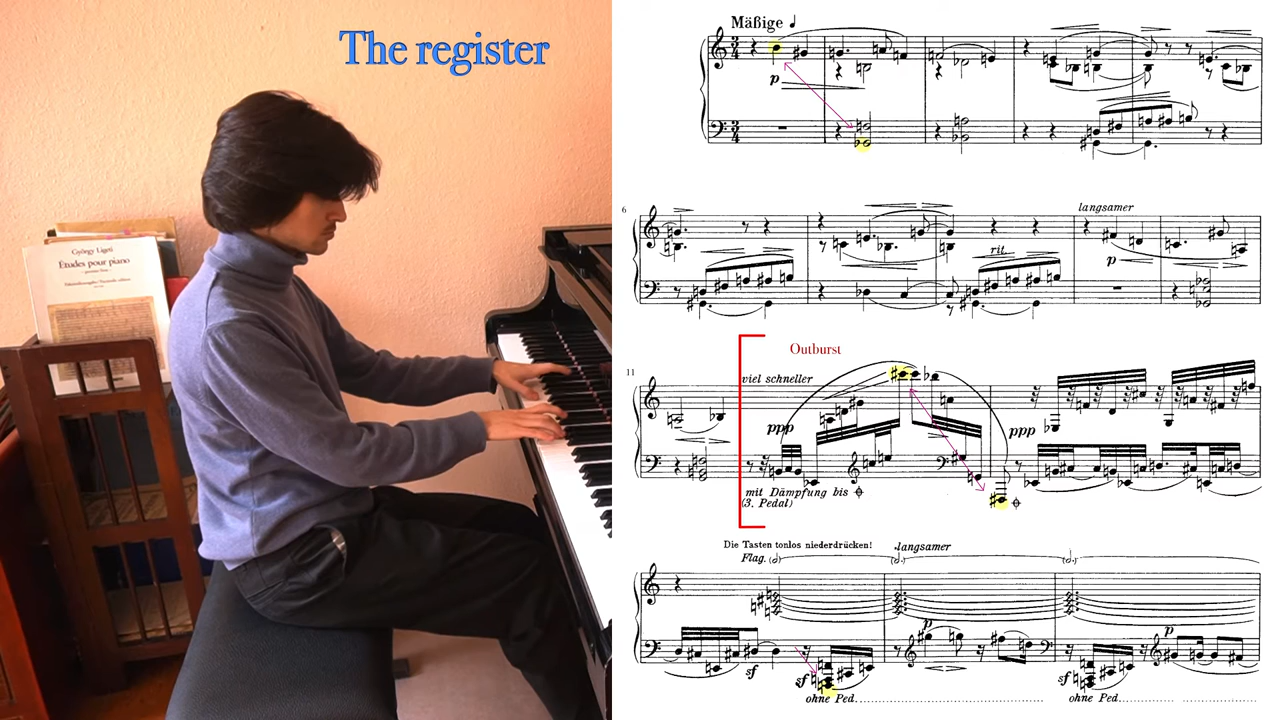 The register
György Ligeti
Études pour piano
Mäßige
p
6
langsamer
rit.
p
11
Outburst
viel schneller
ppp
ppp
mit Dämpfung bis
(3. Pedal)
Die Tasten tonlos niederdrücken!
langsamer
Flag.
p
p
sf
sf
sf
ohne Ped.
ohne Ped.